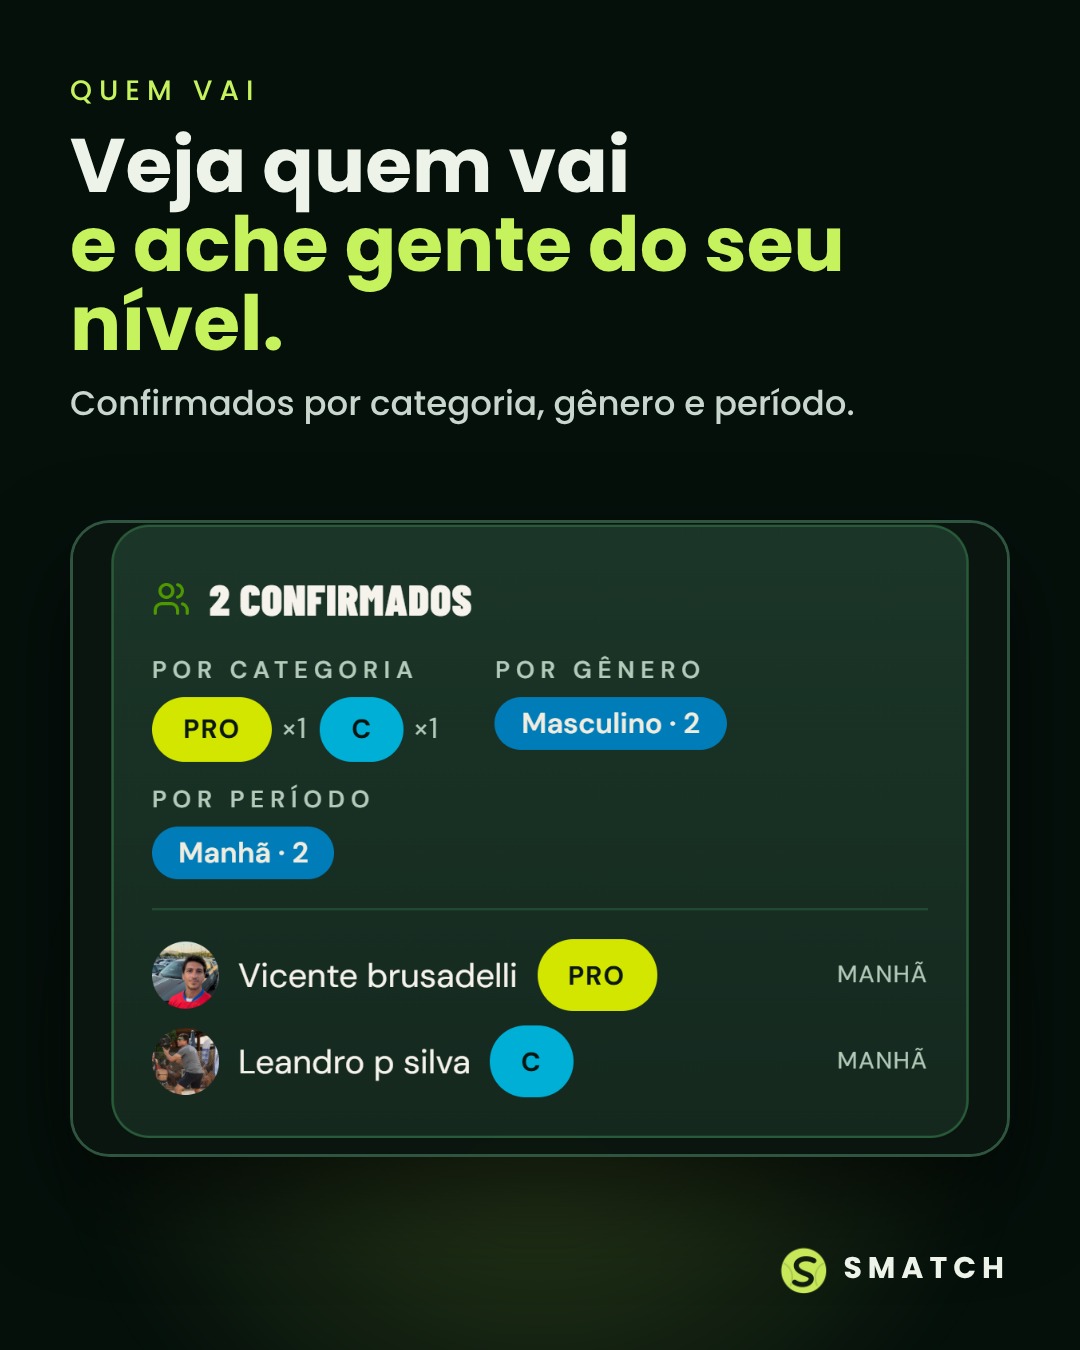 QUEM VAI
Veja quem vai
e ache gente do seu
nível.
Confirmados por categoria, gênero e período.
2 CONFIRMADOS
POR CATEGORIA
PRO ×1 C ×1
POR GÊNERO
Masculino · 2
POR PERÍODO
Manhã · 2
Vicente brusadelli PRO MANHÃ
Leandro p silva C MANHÃ
S SMATCH